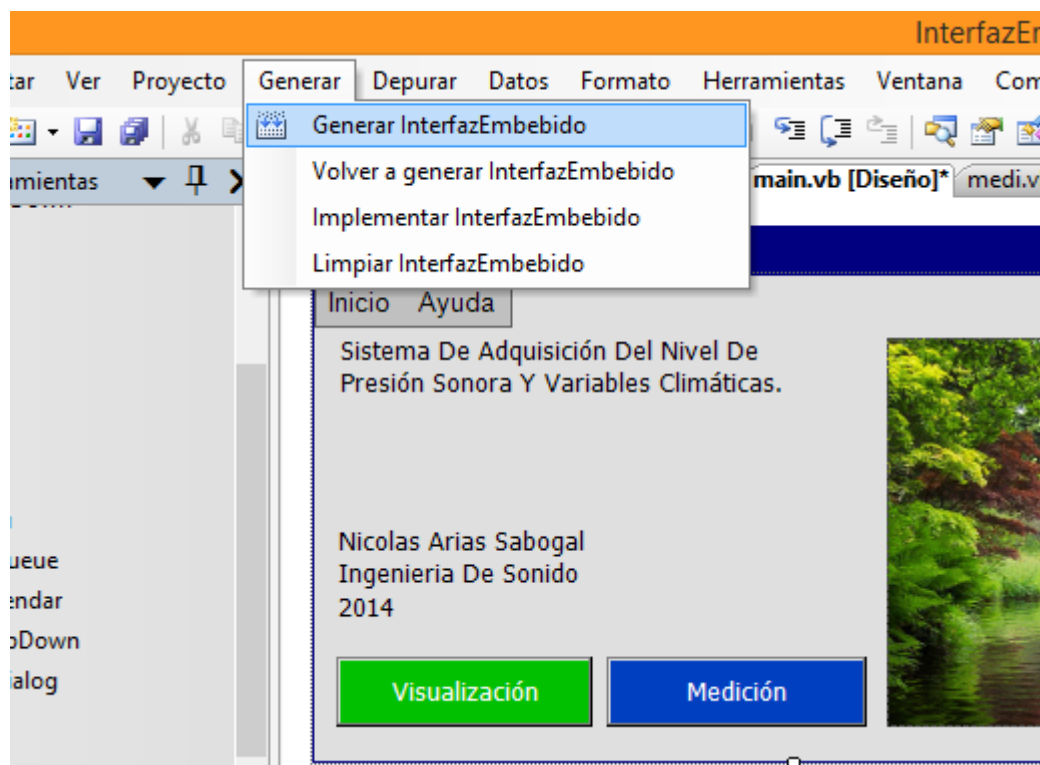 InterfazEm
tar Ver Proyecto Generar Depurar Datos Formato Herramientas Ventana Com
Generar InterfazEmbebido
Volver a generar InterfazEmbebido
Implementar InterfazEmbebido
Limpiar InterfazEmbebido
amientas
main.vb [Diseño]* medi.v
Inicio Ayuda
Sistema De Adquisición Del Nivel De
Presión Sonora Y Variables Climáticas.
Nicolas Arias Sabogal
Ingenieria De Sonido
2014
ueue
endar
pDown
ialog
Visualización Medición